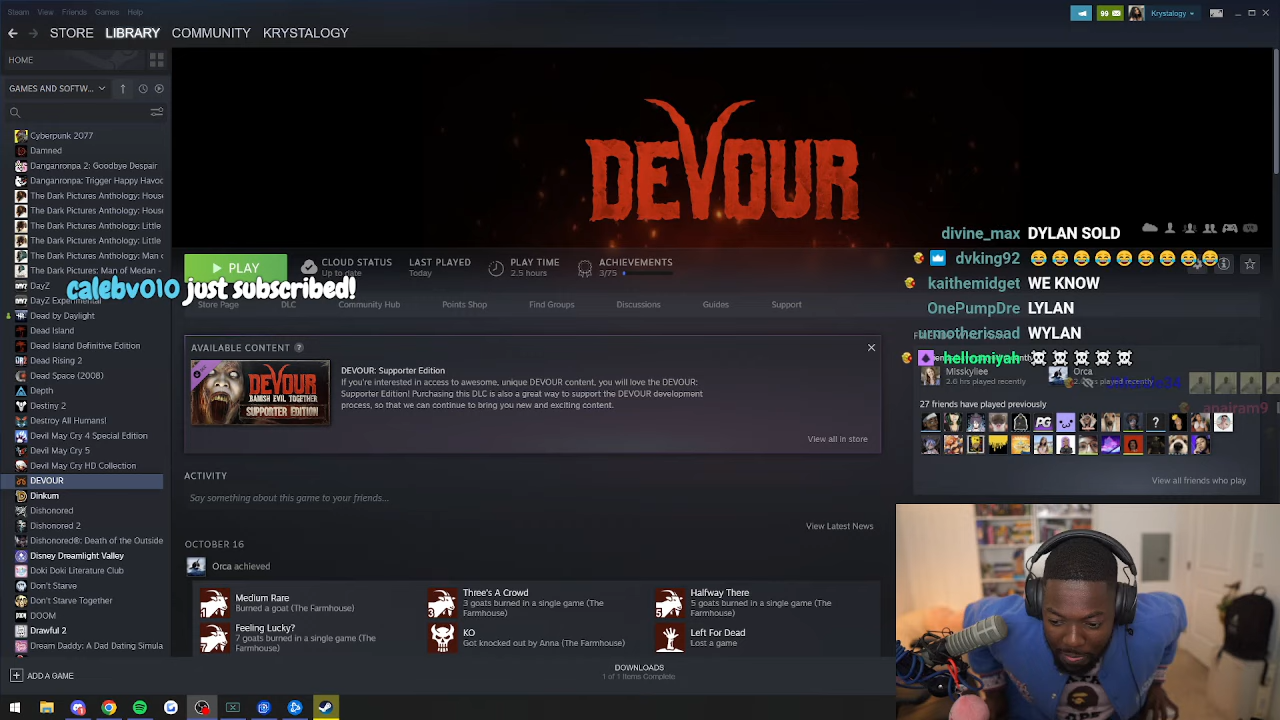 Steam View Friends Games Help
99 Krystalogy
STORE LIBRARY COMMUNITY KRYSTALOGY
HOME
GAMES AND SOFTW...
Cyberpunk 2077
Damned
Danganronpa 2: Goodbye Despair
Danganronpa: Trigger Happy Havoc
The Dark Pictures Anthology: House
The Dark Pictures Anthology: House
The Dark Pictures Anthology: Little
The Dark Pictures Anthology: Little
The Dark Pictures Anthology: Man
The Dark Pictures: Man of Medan -
DayZ
DayZ Experimental
Dead by Daylight
Dead Island
Dead Island Definitive Edition
Dead Rising 2
Dead Space (2008)
Depth
Destiny 2
Destroy All Humans!
Devil May Cry 4 Special Edition
Devil May Cry 5
Devil May Cry HD Collection
DEVOUR
Dinkum
Dishonored
Dishonored 2
Dishonored®: Death of the Outside
Disney Dreamlight Valley
Doki Doki Literature Club
Don't Starve
Don't Starve Together
DOOM
Drawful 2
Dream Daddy: A Dad Dating Simula
ADD A GAME
DEVOUR
PLAY
CLOUD STATUS
Up to date
LAST PLAYED
Today
PLAY TIME
2.5 hours
ACHIEVEMENTS
3/75
calebv010 just subscribed!
Store Page DLC Community Hub Points Shop Find Groups Discussions Guides Support
AVAILABLE CONTENT ?
DEVOUR
BANISH EVIL TOGETHER
SUPPORTER EDITION
DEVOUR: Supporter Edition
If you're interested in access to awesome, unique DEVOUR content, you will love the DEVOUR:
Supporter Edition! Purchasing this DLC is also a great way to support the DEVOUR development
process, so that we can continue to bring you new and exciting content.
View all in store
ACTIVITY
Say something about this game to your friends...
View Latest News
OCTOBER 16
Orca achieved
Medium Rare
Burned a goat (The Farmhouse)
Three's A Crowd
3 goats burned in a single game (The
Farmhouse)
Halfway There
5 goats burned in a single game (The
Farmhouse)
Feeling Lucky?
7 goats burned in a single game (The
Farmhouse)
KO
Got knocked out by Anna (The Farmhouse)
Left For Dead
Lost a game
DOWNLOADS
1 of 1 Items Complete
divine_max DYLAN SOLD
dvking92
kaithemidget WE KNOW
OnePumpDre LYLAN
urmotherissad WYLAN
hellomiyah
MissKyliee
2.6 hrs played recently
Orca
played recently
27 friends have played previously
PG
View all friends who play